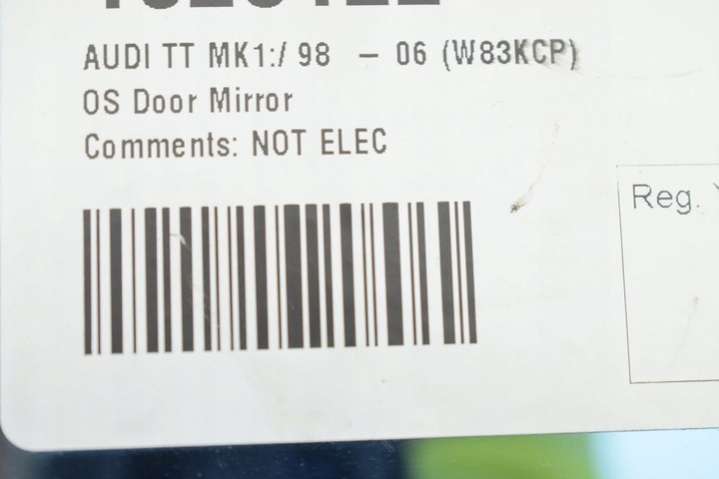 AUDI TT MK1:/ 98 – 06 (W83KCP)
OS Door Mirror
Comments: NOT ELEC
Reg.